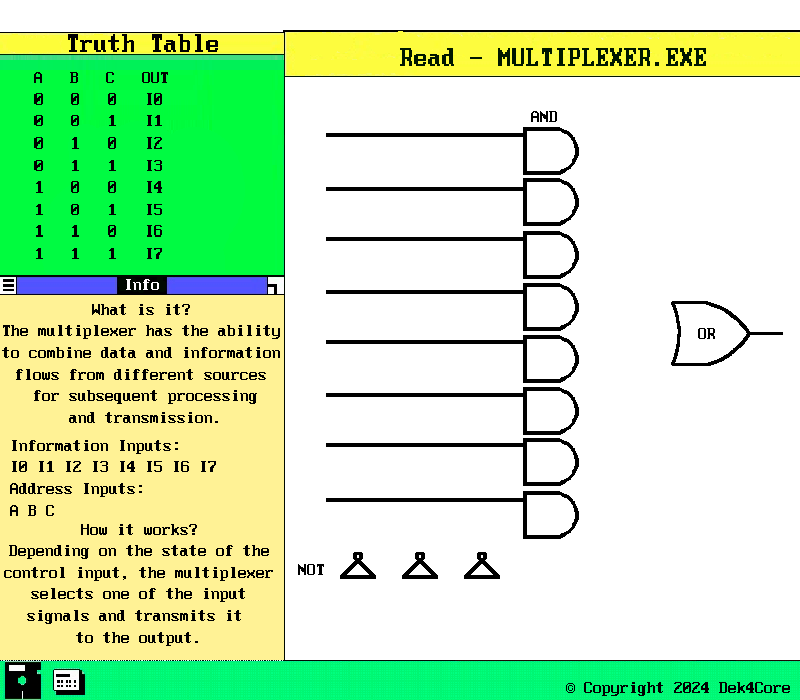 Truth Table
Read - MULTIPLEXER.EXE
A B C OUT
0 0 0 I0
0 0 1 I1
0 1 0 I2
0 1 1 I3
1 0 0 I4
1 0 1 I5
1 1 0 I6
1 1 1 I7
Info
What is it?
The multiplexer has the ability
to combine data and information
flows from different sources
for subsequent processing
and transmission.
Information Inputs:
I0 I1 I2 I3 I4 I5 I6 I7
Address Inputs:
A B C
How it works?
Depending on the state of the
control input, the multiplexer
selects one of the input
signals and transmits it
to the output.
AND
OR
NOT
© Copyright 2024 Dek4Core